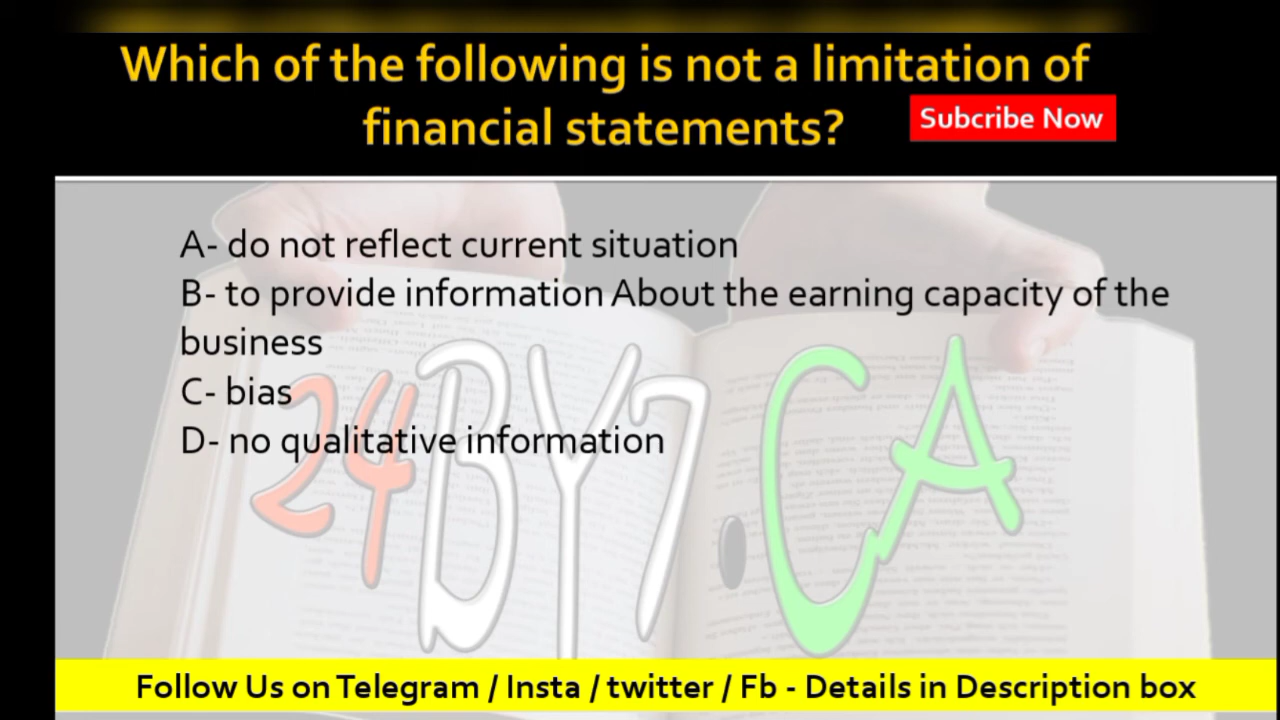 Which of the following is not a limitation of
financial statements?
Subcribe Now
A- do not reflect current situation
B- to provide information About the earning capacity of the
business
C- bias
D- no qualitative information
24BY7.CA
Follow Us on Telegram / Insta / twitter / Fb - Details in Description box